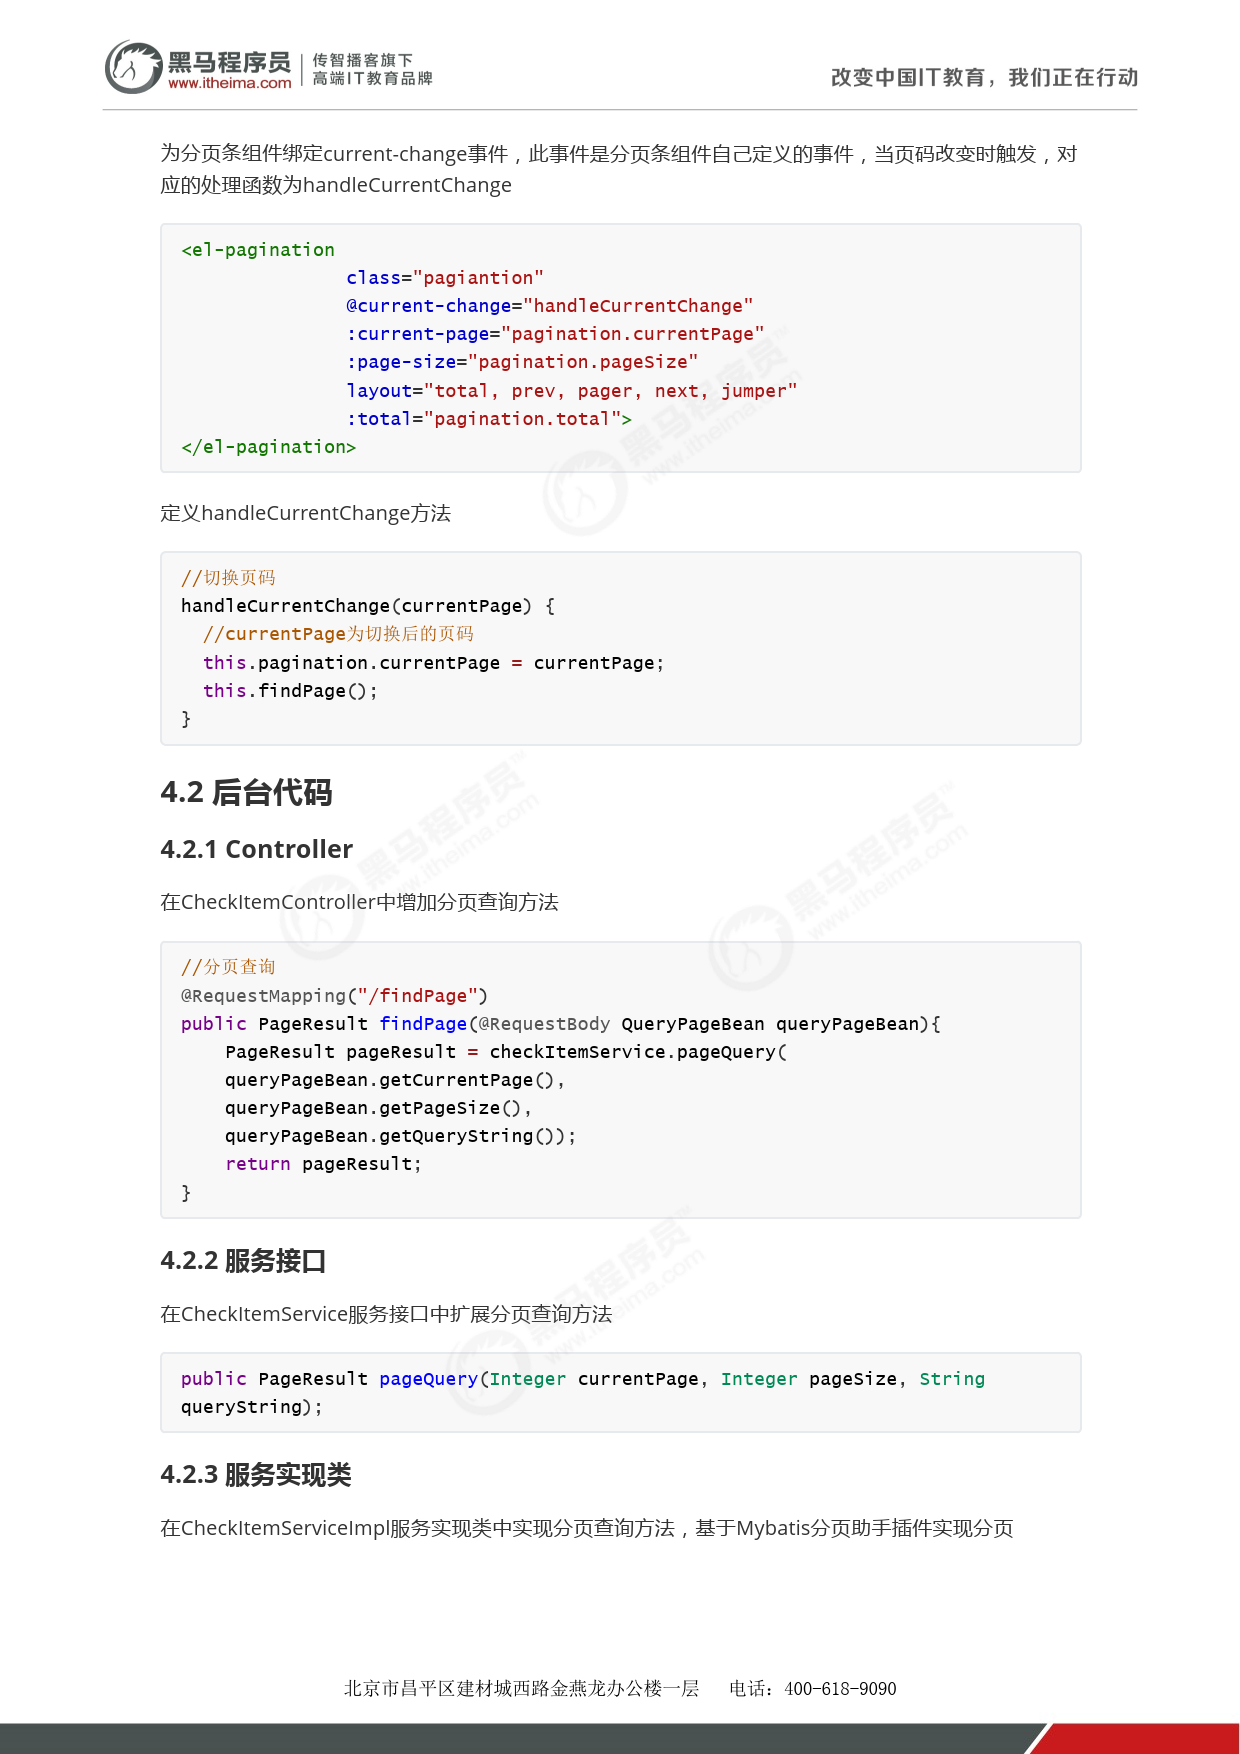 黑马程序员
www.itheima.com
传智播客旗下
高端IT教育品牌
改变中国IT教育，我们正在行动
为分页条组件绑定current-change事件，此事件是分页条组件自己定义的事件，当页码改变时触发，对
应的处理函数为handleCurrentChange
<el-pagination
class="pagiantion"
@current-change="handleCurrentChange"
:current-page="pagination.currentPage"
:page-size="pagination.pageSize"
layout="total, prev, pager, next, jumper"
:total="pagination.total">
</el-pagination>
定义handleCurrentChange方法
//切换页码
handleCurrentChange(currentPage) {
//currentPage为切换后的页码
this.pagination.currentPage = currentPage;
this.findPage();
}
4.2 后台代码
4.2.1 Controller
在CheckItemController中增加分页查询方法
//分页查询
@RequestMapping("/findPage")
public PageResult findPage(@RequestBody QueryPageBean queryPageBean){
PageResult pageResult = checkItemService.pageQuery(
queryPageBean.getCurrentPage(),
queryPageBean.getPageSize(),
queryPageBean.getQueryString());
return pageResult;
}
4.2.2 服务接口
在CheckItemService服务接口中扩展分页查询方法
public PageResult pageQuery(Integer currentPage, Integer pageSize, String
queryString);
4.2.3 服务实现类
在CheckItemServiceImpl服务实现类中实现分页查询方法，基于Mybatis分页助手插件实现分页
北京市昌平区建材城西路金燕龙办公楼一层 电话：400-618-9090